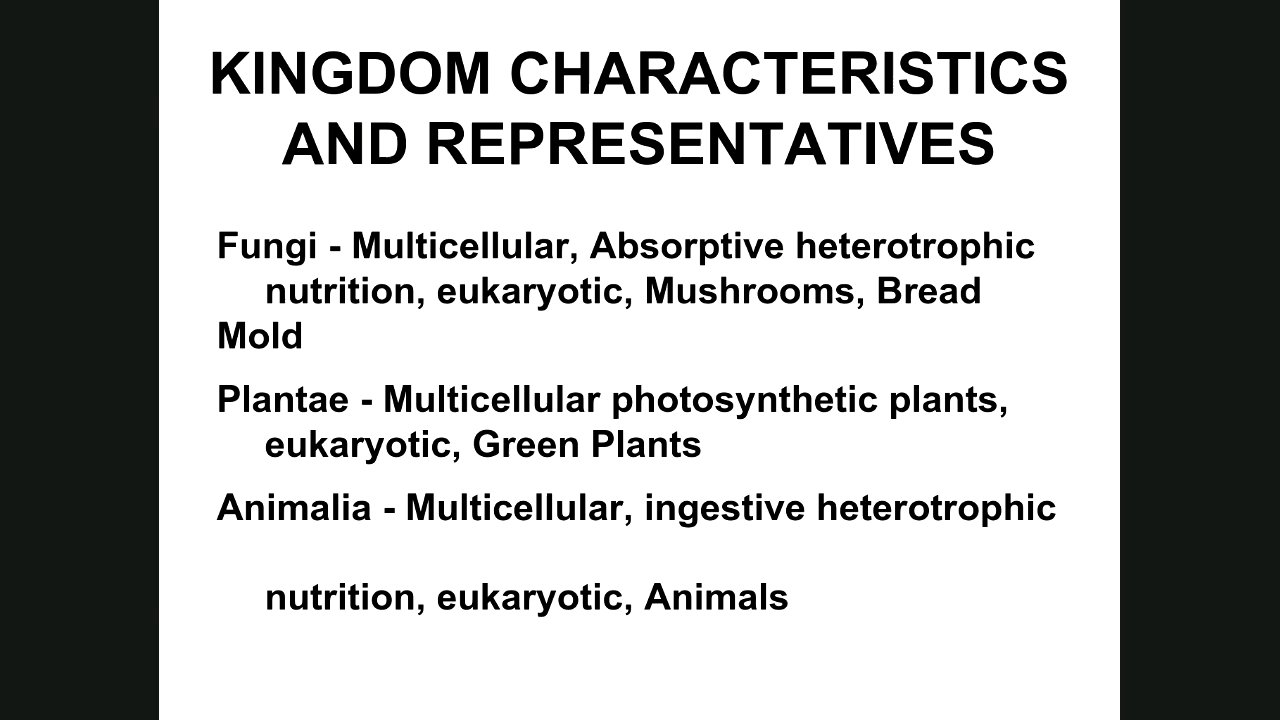 KINGDOM CHARACTERISTICS
AND REPRESENTATIVES
Fungi - Multicellular, Absorptive heterotrophic
nutrition, eukaryotic, Mushrooms, Bread
Mold
Plantae - Multicellular photosynthetic plants,
eukaryotic, Green Plants
Animalia - Multicellular, ingestive heterotrophic
nutrition, eukaryotic, Animals